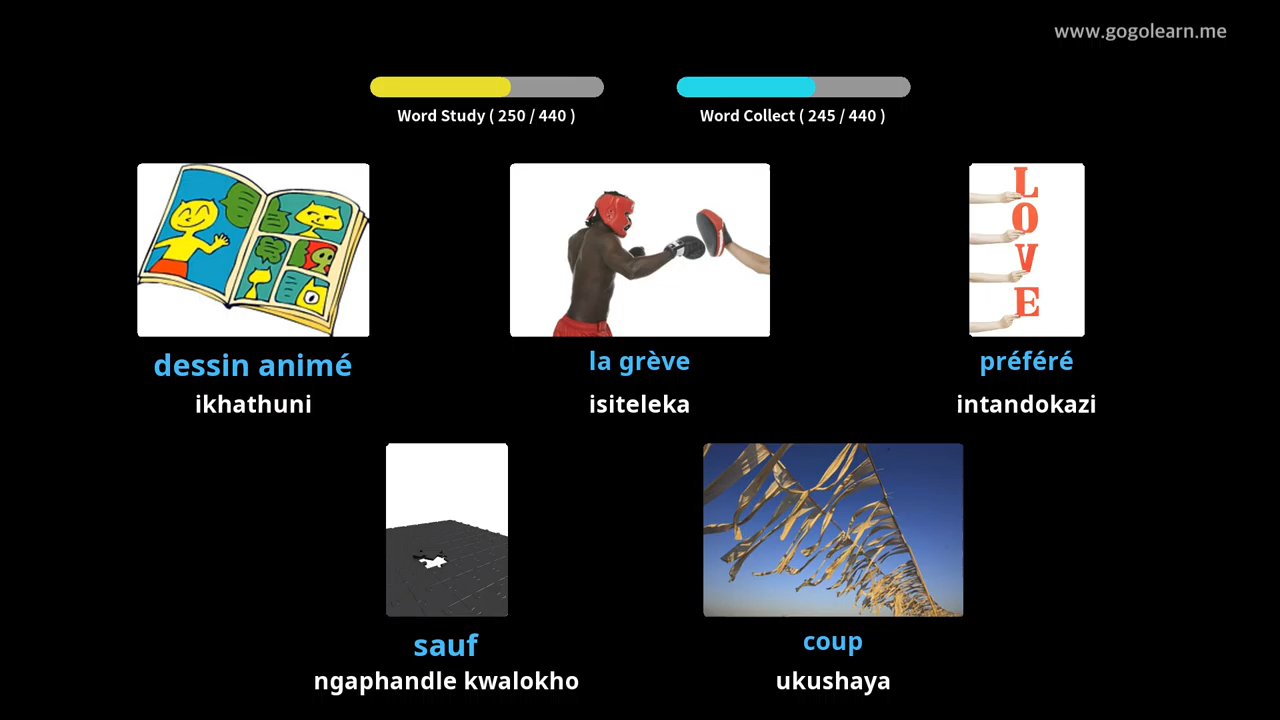 www.gogolearn.me
Word Study ( 250 / 440 )
Word Collect ( 245 / 440 )
L
O
V
E
dessin animé
ikhathuni
la grève
isiteleka
préféré
intandokazi
sauf
ngaphandle kwalokho
coup
ukushaya